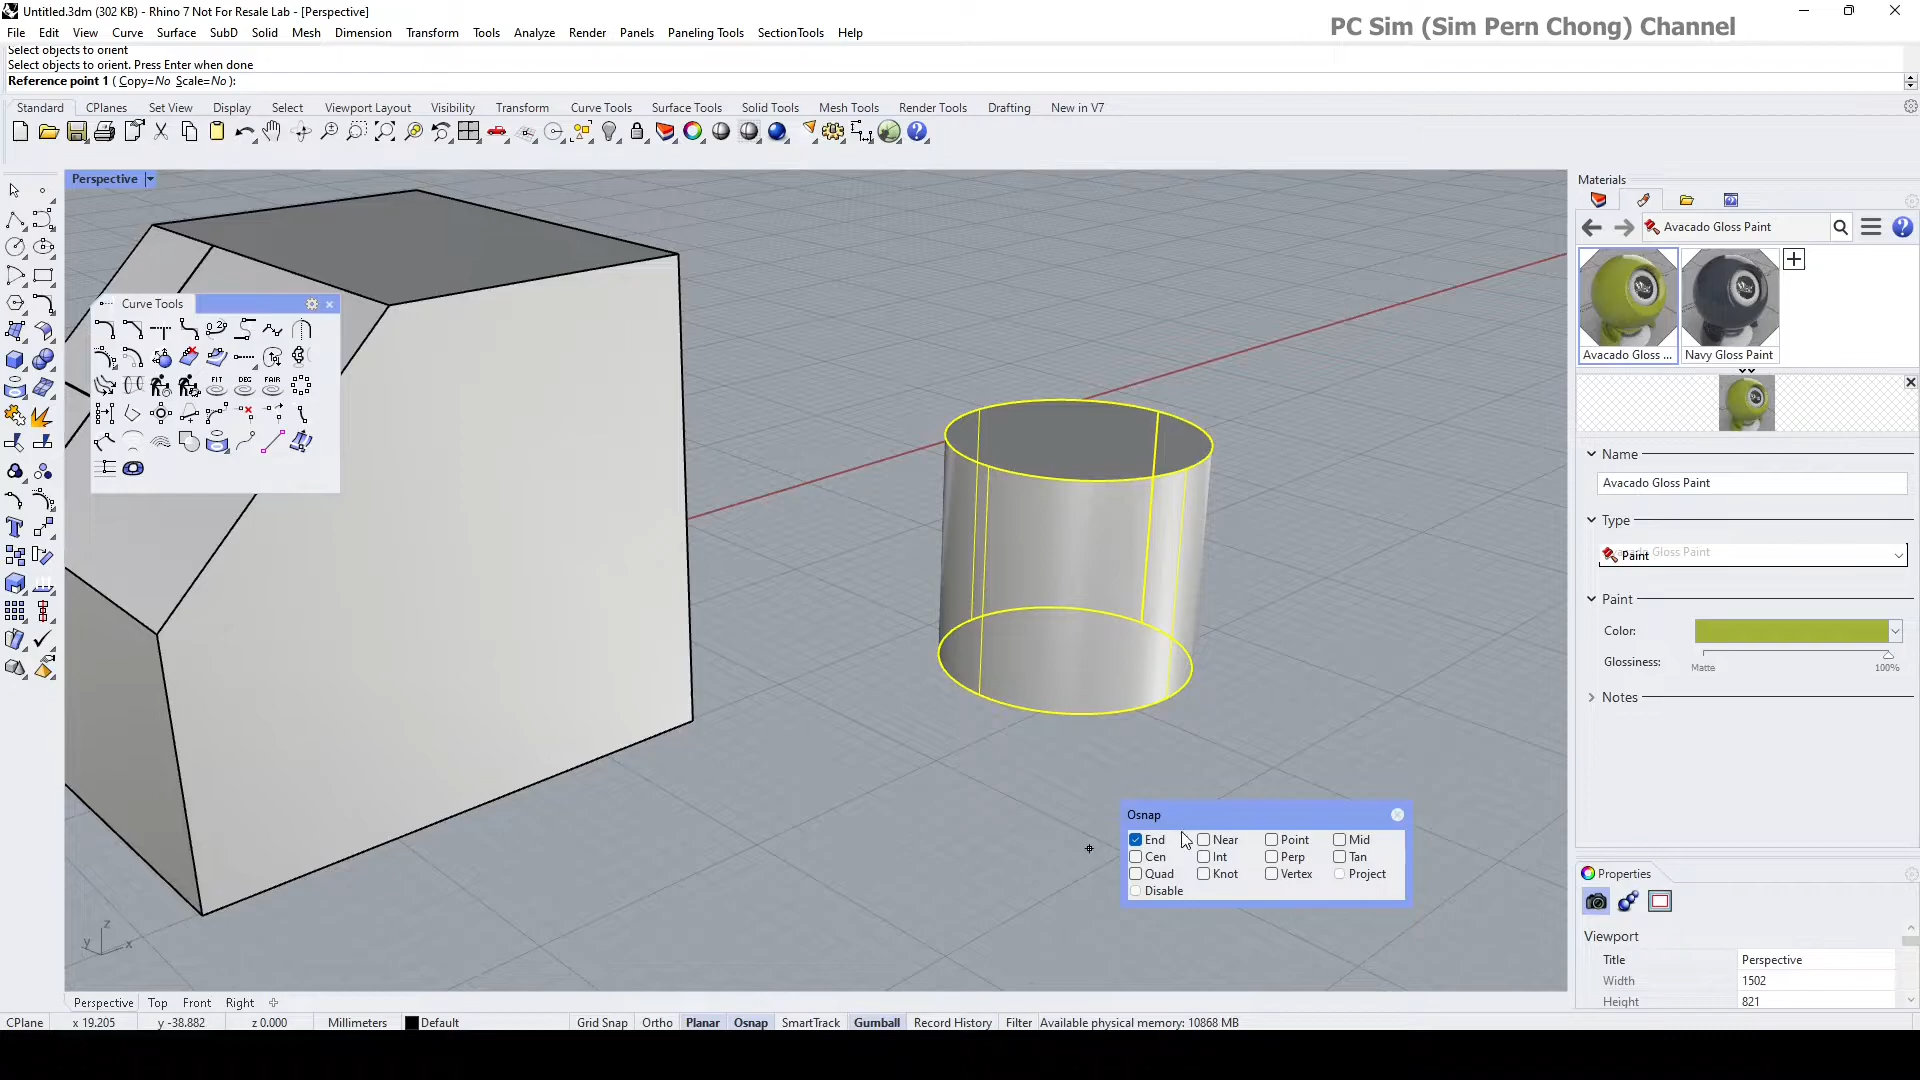 Untitled.3dm (302 KB) - Rhino 7 Not For Resale Lab - [Perspective]
PC Sim (Sim Pern Chong) Channel
File Edit View Curve Surface SubD Solid Mesh Dimension Transform Tools Analyze Render Panels Paneling Tools SectionTools Help
Select objects to orient
Select objects to orient. Press Enter when done
Reference point 1 ( Copy=No Scale=No ):
Standard CPlanes Set View Display Select Viewport Layout Visibility Transform Curve Tools Surface Tools Solid Tools Mesh Tools Render Tools Drafting New in V7
Perspective
Curve Tools
FIT DEG FAIR
Materials
Avacado Gloss Paint
Avacado Gloss ... Navy Gloss Paint
Name
Avacado Gloss Paint
Type
Paint
Paint
Color:
Glossiness:
Matte 100%
Notes
Osnap
End Near Point Mid
Cen Int Perp Tan
Quad Knot Vertex Project
Disable
z
y x
Properties
Viewport
Title Perspective
Width 1502
Height 821
Perspective Top Front Right
CPlane x 19.205 y -38.882 z 0.000 Millimeters Default Grid Snap Ortho Planar Osnap SmartTrack Gumball Record History Filter Available physical memory: 10868 MB